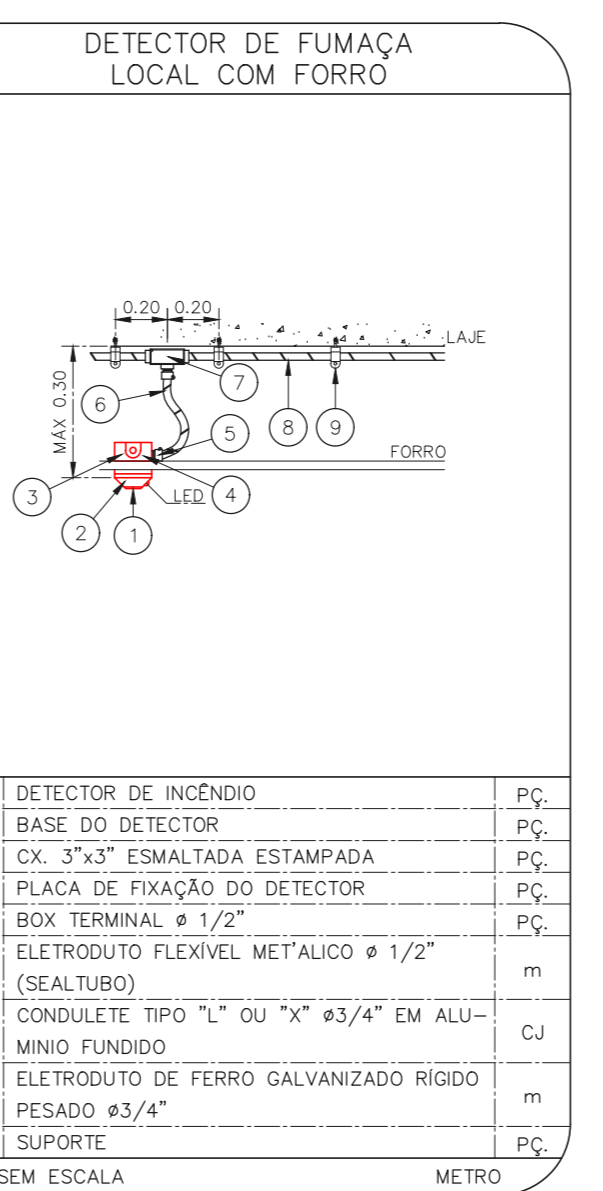 DETECTOR DE FUMAÇA
LOCAL COM FORRO
0.20 0.20
LAJE
MÁX 0.30
7
6
5
8
9
FORRO
3
4
LED
2
1
DETECTOR DE INCÊNDIO PÇ.
BASE DO DETECTOR PÇ.
CX. 3"x3" ESMALTADA ESTAMPADA PÇ.
PLACA DE FIXAÇÃO DO DETECTOR PÇ.
BOX TERMINAL ø 1/2" PÇ.
ELETRODUTO FLEXÍVEL MET'ALICO ø 1/2"
(SEALTUBO) m
CONDULETE TIPO "L" OU "X" ø3/4" EM ALU-
MINIO FUNDIDO CJ
ELETRODUTO DE FERRO GALVANIZADO RÍGIDO
PESADO ø3/4" m
SUPORTE PÇ.
SEM ESCALA METRO